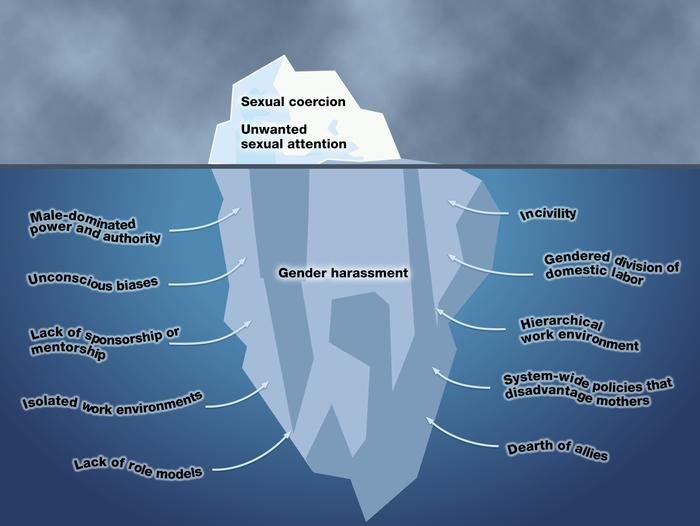 Sexual coercion
Unwanted
sexual attention
Gender harassment
Male-dominated
power and authority
Unconscious biases
Lack of sponsorship or
mentorship
Isolated work environments
Lack of role models
Incivility
Gendered division of
domestic labor
Hierarchical
work environment
System-wide policies that
disadvantage mothers
Dearth of allies